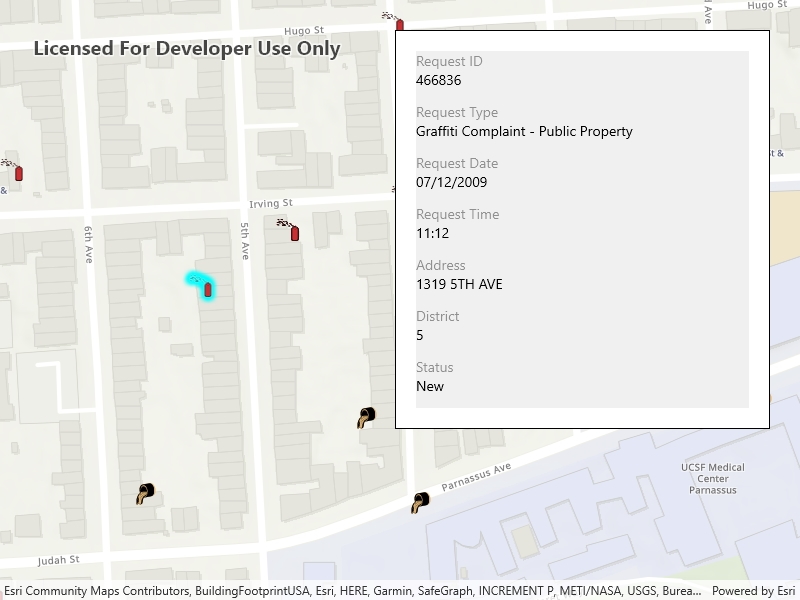 Hugo St
Hugo St
Ave
Licensed For Developer Use Only
Request ID
466836
Request Type
Graffiti Complaint - Public Property
Request Date
07/12/2009
Request Time
11:12
Address
1319 5TH AVE
District
5
Status
New
St &
&
Irving St
6th Ave
5th Ave
Parnassus Ave
UCSF Medical
Center
Parnassus
Judah St
Esri Community Maps Contributors, BuildingFootprintUSA, Esri, HERE, Garmin, SafeGraph, INCREMENT P, METI/NASA, USGS, Burea... Powered by Esri